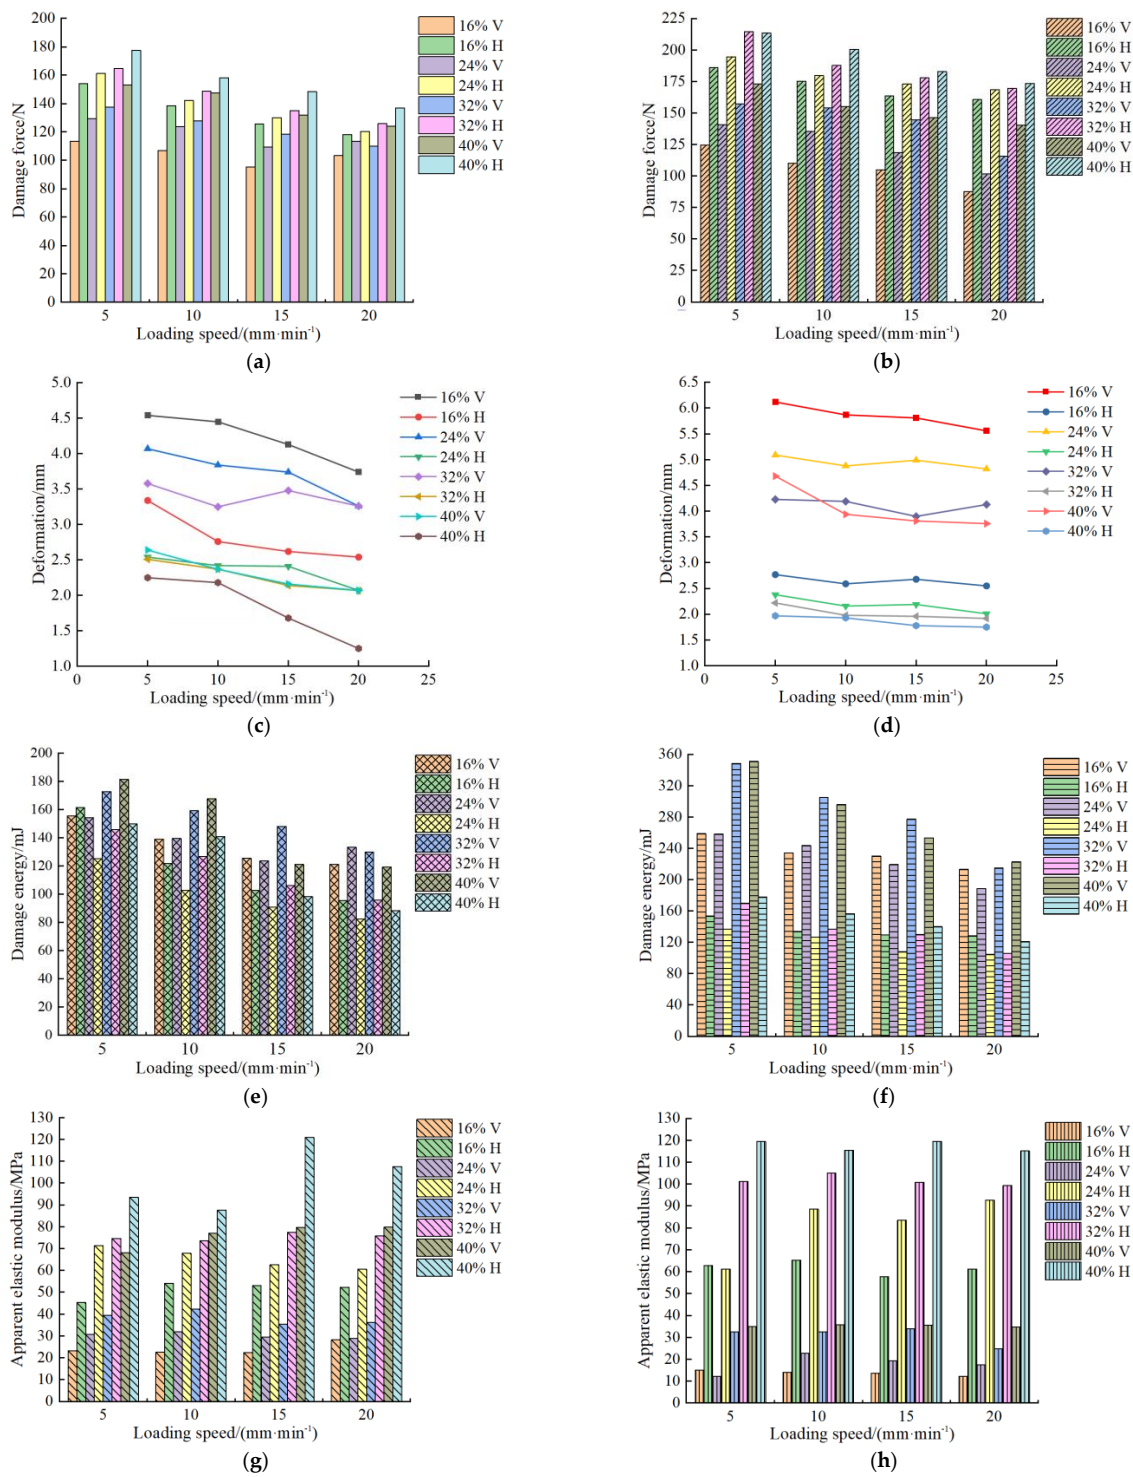 200
180
160
140
120
100
80
60
40
20
0
Damage force/N
5 10 15 20
Loading speed/(mm·min⁻¹)
16% V
16% H
24% V
24% H
32% V
32% H
40% V
40% H
(a)
225
200
175
150
125
100
75
50
25
0
Damage force/N
5 10 15 20
Loading speed/(mm·min⁻¹)
16% V
16% H
24% V
24% H
32% V
32% H
40% V
40% H
(b)
5.0
4.5
4.0
3.5
3.0
2.5
2.0
1.5
1.0
Deformation/mm
0 5 10 15 20 25
Loading speed/(mm·min⁻¹)
16% V
16% H
24% V
24% H
32% V
32% H
40% V
40% H
(c)
6.5
6.0
5.5
5.0
4.5
4.0
3.5
3.0
2.5
2.0
1.5
1.0
Deformation/mm
0 5 10 15 20 25
Loading speed/(mm·min⁻¹)
16% V
16% H
24% V
24% H
32% V
32% H
40% V
40% H
(d)
200
180
160
140
120
100
80
60
40
20
0
Damage energy/mJ
5 10 15 20
Loading speed/(mm·min⁻¹)
16% V
16% H
24% V
24% H
32% V
32% H
40% V
40% H
(e)
360
320
280
240
200
160
120
80
40
0
Damage energy/mJ
5 10 15 20
Loading speed/(mm·min⁻¹)
16% V
16% H
24% V
24% H
32% V
32% H
40% V
40% H
(f)
130
120
110
100
90
80
70
60
50
40
30
20
10
0
Apparent elastic modulus/MPa
5 10 15 20
Loading speed/(mm·min⁻¹)
16% V
16% H
24% V
24% H
32% V
32% H
40% V
40% H
(g)
130
120
110
100
90
80
70
60
50
40
30
20
10
0
Apparent elastic modulus/MPa
5 10 15 20
Loading speed/(mm·min⁻¹)
16% V
16% H
24% V
24% H
32% V
32% H
40% V
40% H
(h)